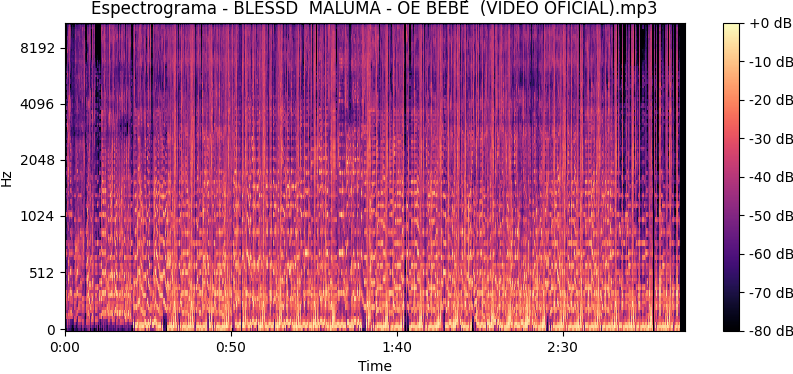 Espectrograma - BLESSD  MALUMA - OE BEBÉ  (VIDEO OFICIAL).mp3
8192
4096
2048
1024
512
0
Hz
0:00
0:50
1:40
2:30
Time
+0 dB
-10 dB
-20 dB
-30 dB
-40 dB
-50 dB
-60 dB
-70 dB
-80 dB